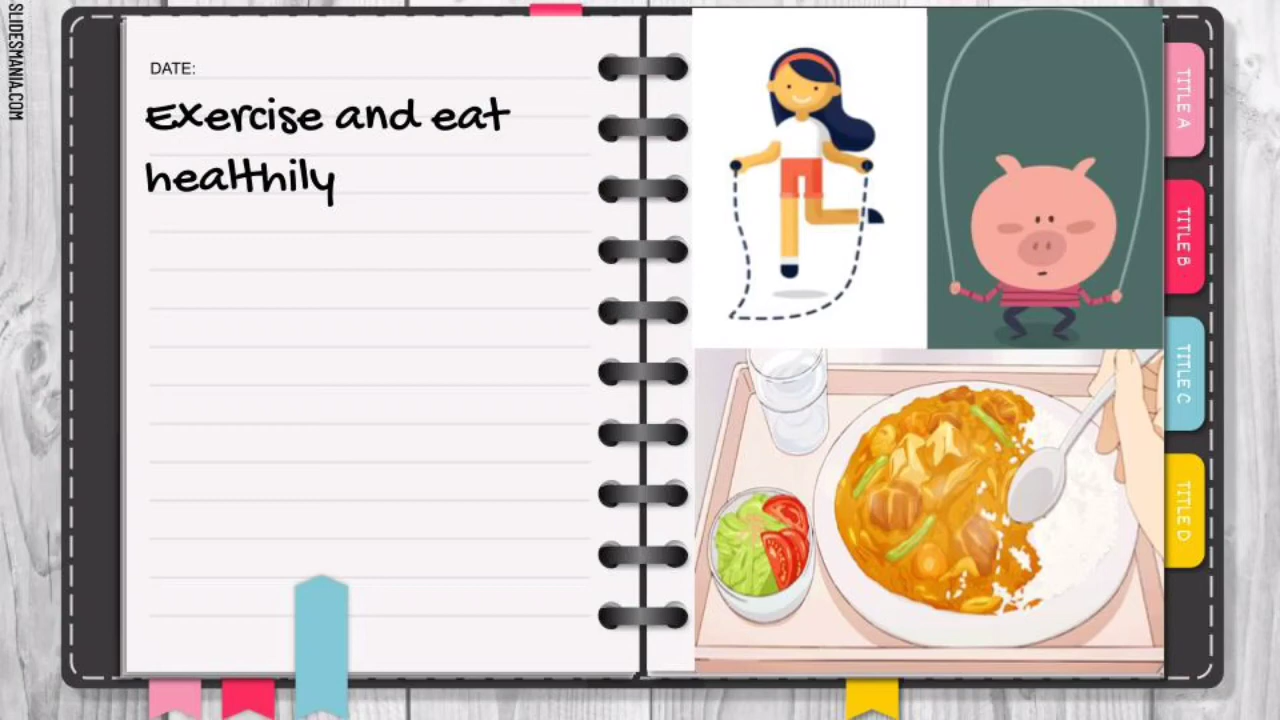 SLIDESMANIA.COM
DATE:
Exercise and eat
healthily
TITLE A
TITLE B
TITLE C
TITLE D